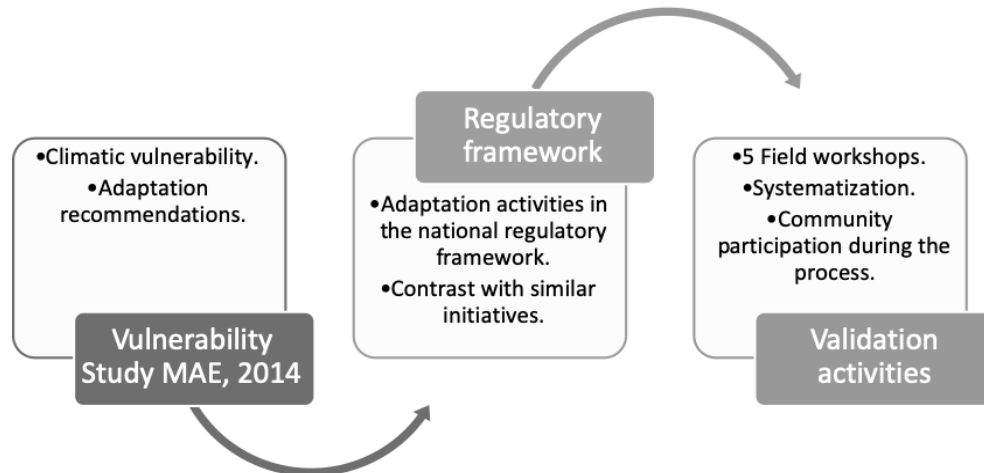 •Climatic vulnerability.
•Adaptation
recommendations.
Vulnerability
Study MAE, 2014
Regulatory
framework
•Adaptation activities in
the national regulatory
framework.
•Contrast with similar
initiatives.
•5 Field workshops.
•Systematization.
•Community
participation during the
process.
Validation
activities